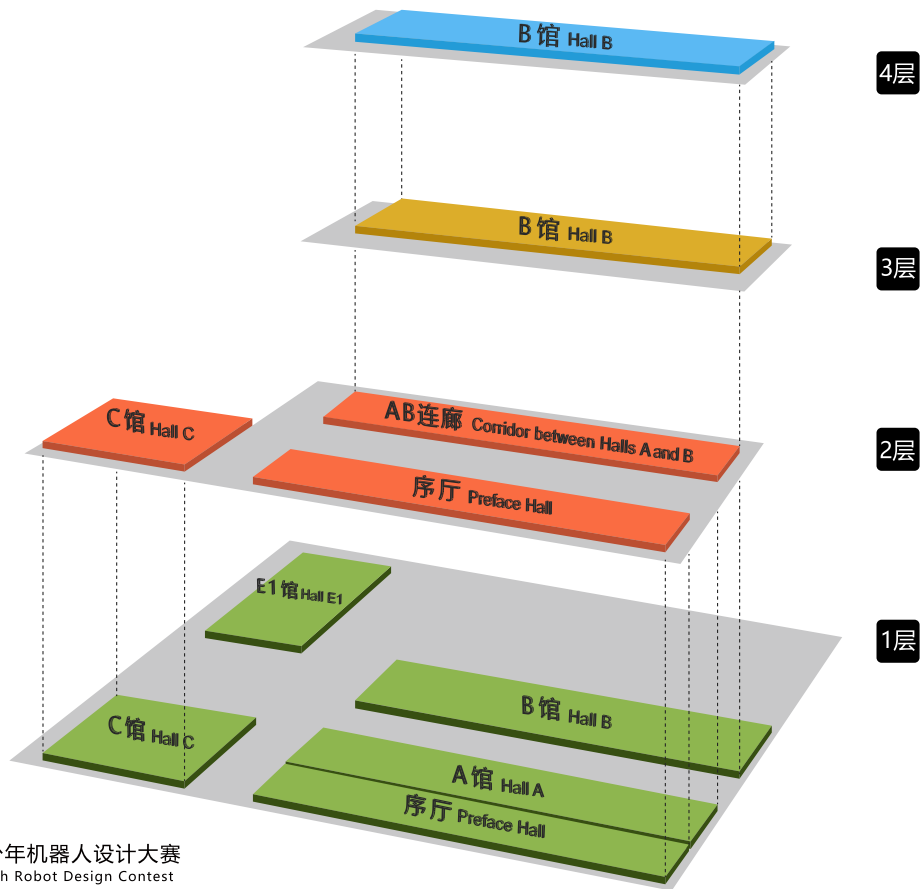 B馆 Hall B
4层
B馆 Hall B
3层
C馆 Hall C
AB连廊 Corridor between Halls A and B
2层
序厅 Preface Hall
E1馆 Hall E1
1层
B馆 Hall B
C馆 Hall C
A馆 Hall A
序厅 Preface Hall
年机器人设计大赛
h Robot Design Contest